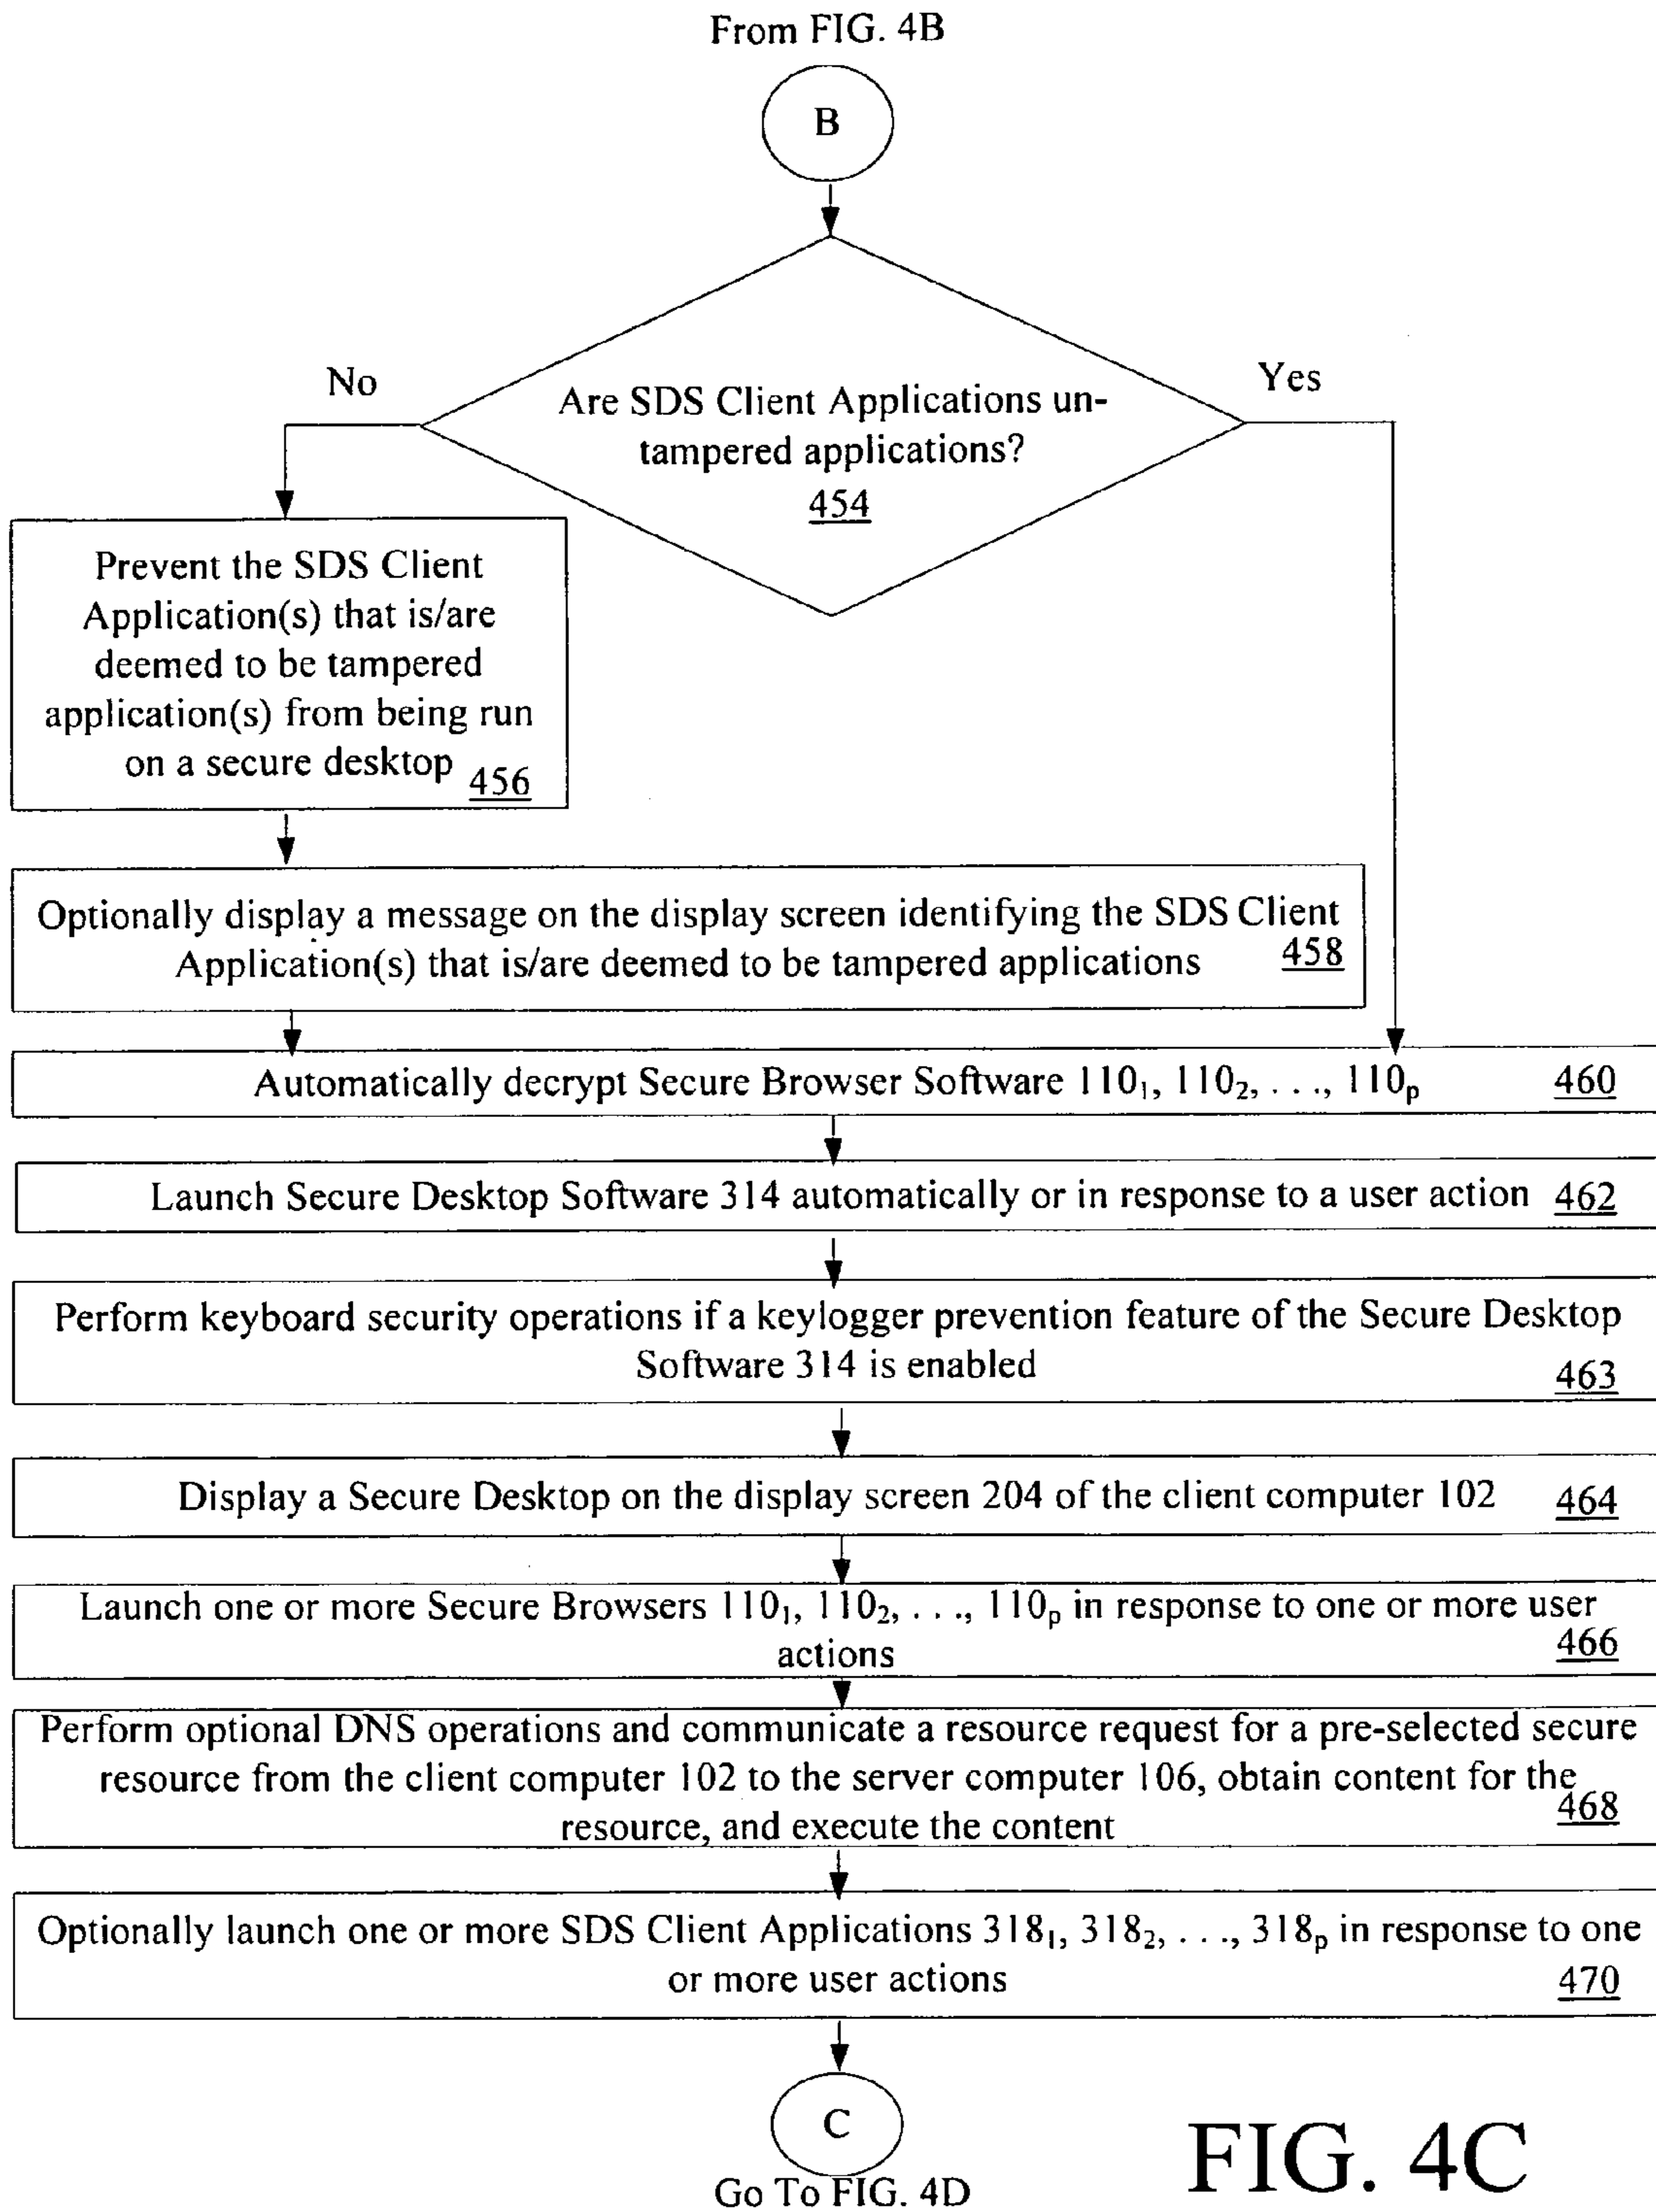 From FIG. 4B
B
No
Yes
Are SDS Client Applications un-
tampered applications?
454
Prevent the SDS Client
Application(s) that is/are
deemed to be tampered
application(s) from being run
on a secure desktop 456
Optionally display a message on the display screen identifying the SDS Client
Application(s) that is/are deemed to be tampered applications 458
Automatically decrypt Secure Browser Software 110₁, 110₂, . . ., 110ₚ 460
Launch Secure Desktop Software 314 automatically or in response to a user action 462
Perform keyboard security operations if a keylogger prevention feature of the Secure Desktop
Software 314 is enabled 463
Display a Secure Desktop on the display screen 204 of the client computer 102 464
Launch one or more Secure Browsers 110₁, 110₂, . . ., 110ₚ in response to one or more user
actions 466
Perform optional DNS operations and communicate a resource request for a pre-selected secure
resource from the client computer 102 to the server computer 106, obtain content for the
resource, and execute the content 468
Optionally launch one or more SDS Client Applications 318₁, 318₂, . . ., 318ₚ in response to one
or more user actions 470
C
Go To FIG. 4D
FIG. 4C